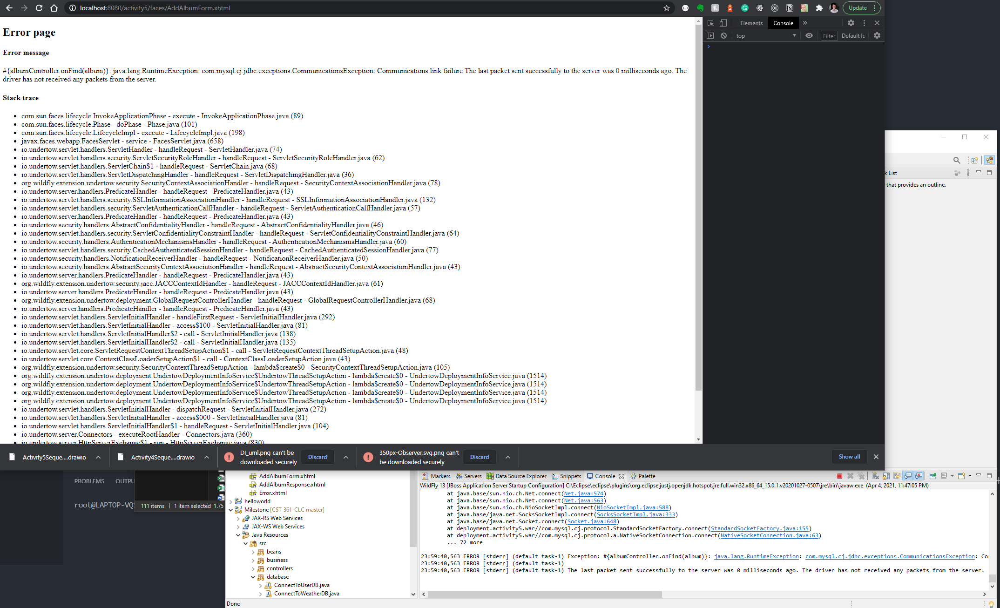 localhost:8080/activity5/faces/AddAlbumForm.xhtml
Update
Error page
Error message
#{albumController.onFind(album)}: java.lang.RuntimeException: com.mysql.cj.jdbc.exceptions.CommunicationsException: Communications link failure The last packet sent successfully to the server was 0 milliseconds ago. The
driver has not received any packets from the server.
Stack trace
• com.sun.faces.lifecycle.InvokeApplicationPhase - execute - InvokeApplicationPhase.java (89)
• com.sun.faces.lifecycle.Phase - doPhase - Phase.java (101)
• com.sun.faces.lifecycle.LifecycleImpl - execute - LifecycleImpl.java (198)
• javax.faces.webapp.FacesServlet - service - FacesServlet.java (658)
• io.undertow.servlet.handlers.ServletHandler - handleRequest - ServletHandler.java (74)
• io.undertow.servlet.handlers.security.ServletSecurityRoleHandler - handleRequest - ServletSecurityRoleHandler.java (62)
• io.undertow.servlet.handlers.ServletChain$1 - handleRequest - ServletChain.java (68)
• io.undertow.servlet.handlers.ServletDispatchingHandler - handleRequest - ServletDispatchingHandler.java (36)
• org.wildfly.extension.undertow.security.SecurityContextAssociationHandler - handleRequest - SecurityContextAssociationHandler.java (78)
• io.undertow.server.handlers.PredicateHandler - handleRequest - PredicateHandler.java (43)
• io.undertow.servlet.handlers.security.SSLInformationAssociationHandler - handleRequest - SSLInformationAssociationHandler.java (132)
• io.undertow.servlet.handlers.security.ServletAuthenticationCallHandler - handleRequest - ServletAuthenticationCallHandler.java (57)
• io.undertow.server.handlers.PredicateHandler - handleRequest - PredicateHandler.java (43)
• io.undertow.security.handlers.AbstractConfidentialityHandler - handleRequest - AbstractConfidentialityHandler.java (46)
• io.undertow.servlet.handlers.security.ServletConfidentialityConstraintHandler - handleRequest - ServletConfidentialityConstraintHandler.java (64)
• io.undertow.security.handlers.AuthenticationMechanismsHandler - handleRequest - AuthenticationMechanismsHandler.java (60)
• io.undertow.servlet.handlers.security.CachedAuthenticatedSessionHandler - handleRequest - CachedAuthenticatedSessionHandler.java (77)
• io.undertow.security.handlers.NotificationReceiverHandler - handleRequest - NotificationReceiverHandler.java (50)
• io.undertow.security.handlers.AbstractSecurityContextAssociationHandler - handleRequest - AbstractSecurityContextAssociationHandler.java (43)
• io.undertow.server.handlers.PredicateHandler - handleRequest - PredicateHandler.java (43)
• org.wildfly.extension.undertow.security.jacc.JACCContextIdHandler - handleRequest - JACCContextIdHandler.java (61)
• io.undertow.server.handlers.PredicateHandler - handleRequest - PredicateHandler.java (43)
• org.wildfly.extension.undertow.deployment.GlobalRequestControllerHandler - handleRequest - GlobalRequestControllerHandler.java (68)
• io.undertow.server.handlers.PredicateHandler - handleRequest - PredicateHandler.java (43)
• io.undertow.servlet.handlers.ServletInitialHandler - handleFirstRequest - ServletInitialHandler.java (292)
• io.undertow.servlet.handlers.ServletInitialHandler - access$100 - ServletInitialHandler.java (81)
• io.undertow.servlet.handlers.ServletInitialHandler$2 - call - ServletInitialHandler.java (138)
• io.undertow.servlet.handlers.ServletInitialHandler$2 - call - ServletInitialHandler.java (135)
• io.undertow.servlet.core.ServletRequestContextThreadSetupAction$1 - call - ServletRequestContextThreadSetupAction.java (48)
• io.undertow.servlet.core.ContextClassLoaderSetupAction$1 - call - ContextClassLoaderSetupAction.java (43)
• org.wildfly.extension.undertow.security.SecurityContextThreadSetupAction - lambda$create$0 - SecurityContextThreadSetupAction.java (105)
• org.wildfly.extension.undertow.deployment.UndertowDeploymentInfoService$UndertowThreadSetupAction - lambda$create$0 - UndertowDeploymentInfoService.java (1514)
• org.wildfly.extension.undertow.deployment.UndertowDeploymentInfoService$UndertowThreadSetupAction - lambda$create$0 - UndertowDeploymentInfoService.java (1514)
• org.wildfly.extension.undertow.deployment.UndertowDeploymentInfoService$UndertowThreadSetupAction - lambda$create$0 - UndertowDeploymentInfoService.java (1514)
• org.wildfly.extension.undertow.deployment.UndertowDeploymentInfoService$UndertowThreadSetupAction - lambda$create$0 - UndertowDeploymentInfoService.java (1514)
• io.undertow.servlet.handlers.ServletInitialHandler - dispatchRequest - ServletInitialHandler.java (272)
• io.undertow.servlet.handlers.ServletInitialHandler - access$000 - ServletInitialHandler.java (81)
• io.undertow.servlet.handlers.ServletInitialHandler$1 - handleRequest - ServletInitialHandler.java (104)
• io.undertow.server.Connectors - executeRootHandler - Connectors.java (360)
• io.undertow.server.HttpServerExchange$1 - run - HttpServerExchange.java (830)
Elements
Console
top
Filter
Default le
k List
that provides an outline.
Activity5Seque....drawio
Activity4Seque....drawio
DI_uml.png can't be
downloaded securely
Discard
350px-Observer.svg.png can't
be downloaded securely
Discard
Show all
PROBLEMS
OUTPU
root@LAPTOP-VQS
111 items
1 item selected 1.75
AddAlbumForm.xhtml
AddAlbumResponse.xhtml
Error.xhtml
helloworld
Milestone [CST-361-CLC master]
JAX-RS Web Services
JAX-WS Web Services
Java Resources
src
beans
business
controllers
database
ConnectToUserDB.java
ConnectToWeatherDB.java
Done
Markers
Servers
Data Source Explorer
Snippets
Console
Palette
WildFly 13 [JBoss Application Server Startup Configuration] C:\Eclipse\eclipse\plugins\org.eclipse.justj.openjdk.hotspot.jre.full.win32.x86_64_15.0.1.v20201027-0507\jre\bin\javaw.exe (Apr 4, 2021, 11:47:05 PM)
at java.base/sun.nio.ch.Net.connect(Net.java:574)
at java.base/sun.nio.ch.Net.connect(Net.java:563)
at java.base/sun.nio.ch.NioSocketImpl.connect(NioSocketImpl.java:588)
at java.base/java.net.SocksSocketImpl.connect(SocksSocketImpl.java:333)
at java.base/java.net.Socket.connect(Socket.java:648)
at deployment.activity5.war//com.mysql.cj.protocol.StandardSocketFactory.connect(StandardSocketFactory.java:155)
at deployment.activity5.war//com.mysql.cj.protocol.a.NativeSocketConnection.connect(NativeSocketConnection.java:63)
... 72 more
23:59:40,563 ERROR [stderr] (default task-1) Exception: #{albumController.onFind(album)}: java.lang.RuntimeException: com.mysql.cj.jdbc.exceptions.CommunicationsException: Co
23:59:40,563 ERROR [stderr] (default task-1)
23:59:40,563 ERROR [stderr] (default task-1) The last packet sent successfully to the server was 0 milliseconds ago. The driver has not received any packets from the server.